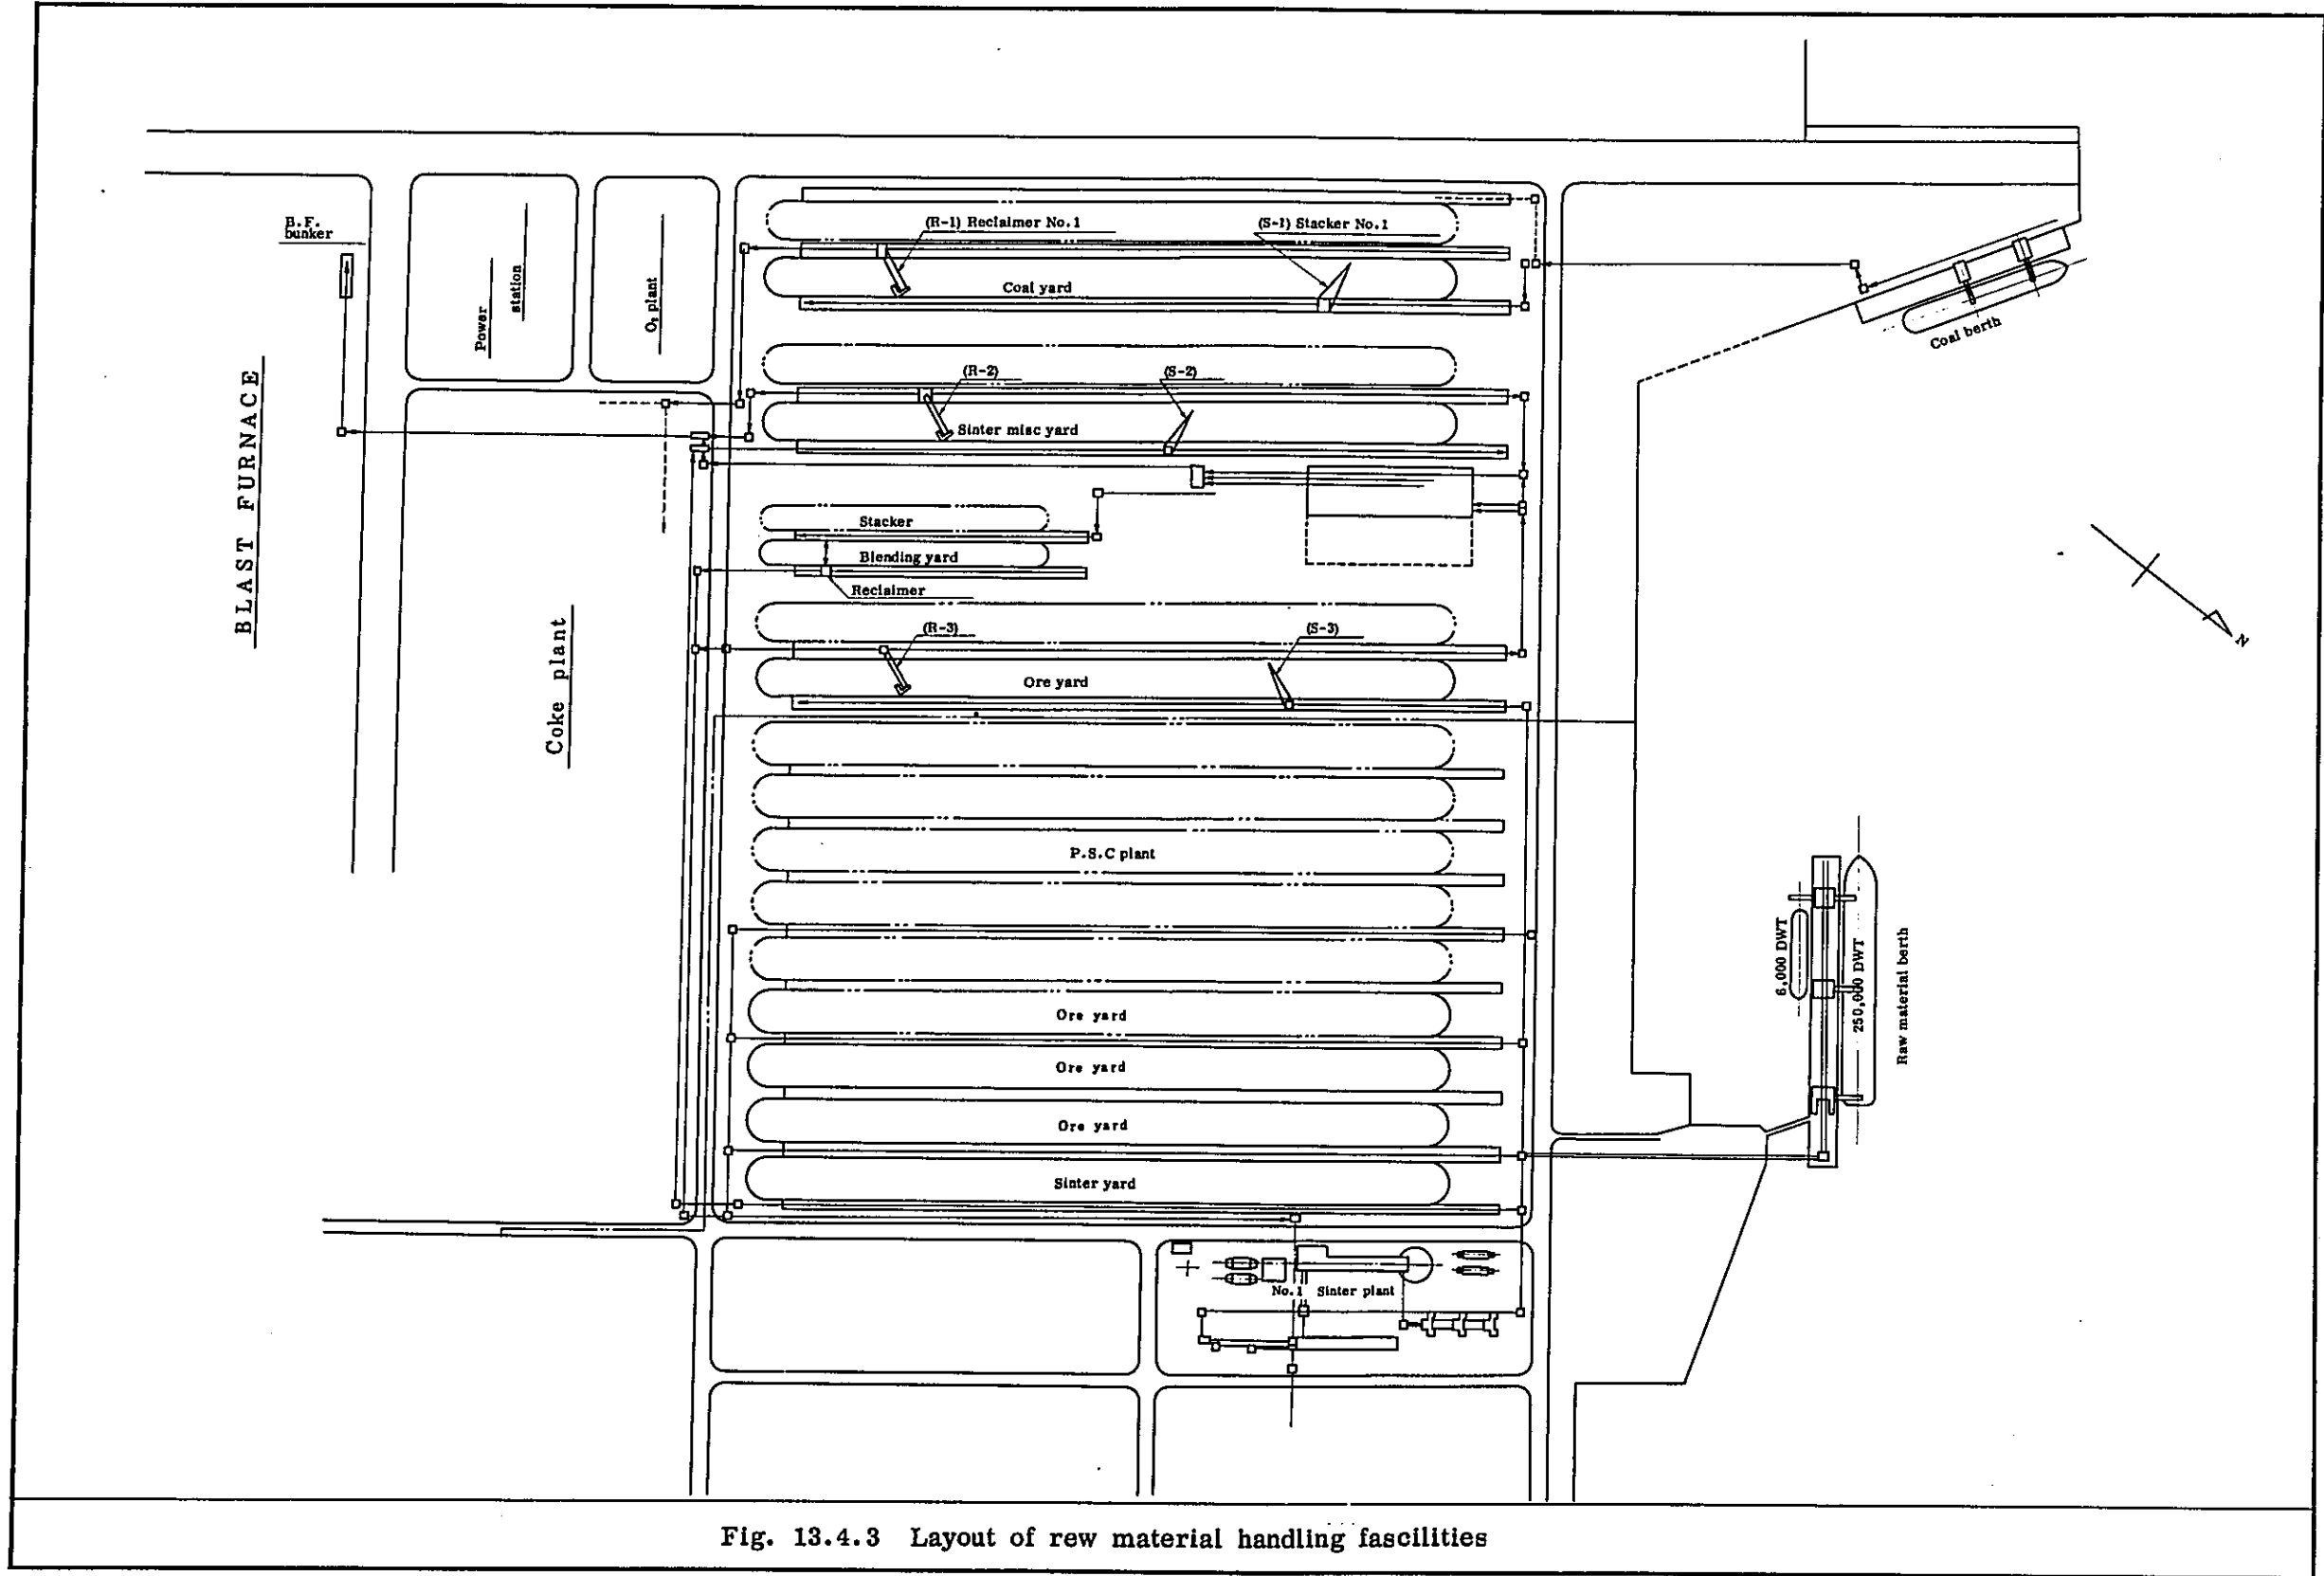 B.F.
bunker
Power
station
O₂ plant
(R-1) Reclaimer No.1
(S-1) Stacker No.1
Coal yard
Coal berth
BLAST FURNACE
(R-2)
(S-2)
Sinter misc yard
Stacker
Blending yard
Reclaimer
N
Coke plant
(R-3)
(S-3)
Ore yard
P.S.C plant
6,000 DWT
250,000 DWT
Raw material berth
Ore yard
Ore yard
Ore yard
Sinter yard
No.1 Sinter plant
Fig. 13.4.3 Layout of rew material handling fascilities